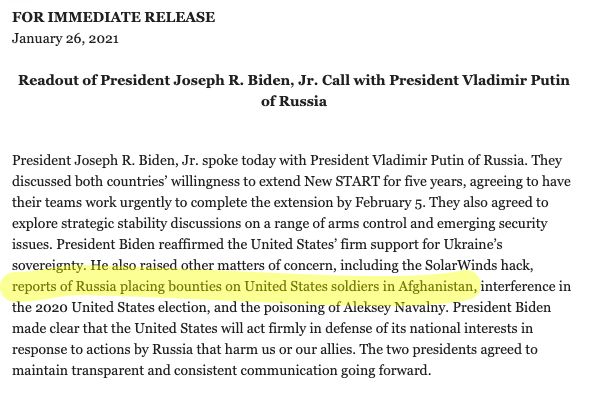 FOR IMMEDIATE RELEASE
January 26, 2021
Readout of President Joseph R. Biden, Jr. Call with President Vladimir Putin
of Russia
President Joseph R. Biden, Jr. spoke today with President Vladimir Putin of Russia. They
discussed both countries’ willingness to extend New START for five years, agreeing to have
their teams work urgently to complete the extension by February 5. They also agreed to
explore strategic stability discussions on a range of arms control and emerging security
issues. President Biden reaffirmed the United States’ firm support for Ukraine’s
sovereignty. He also raised other matters of concern, including the SolarWinds hack,
reports of Russia placing bounties on United States soldiers in Afghanistan, interference in
the 2020 United States election, and the poisoning of Aleksey Navalny. President Biden
made clear that the United States will act firmly in defense of its national interests in
response to actions by Russia that harm us or our allies. The two presidents agreed to
maintain transparent and consistent communication going forward.